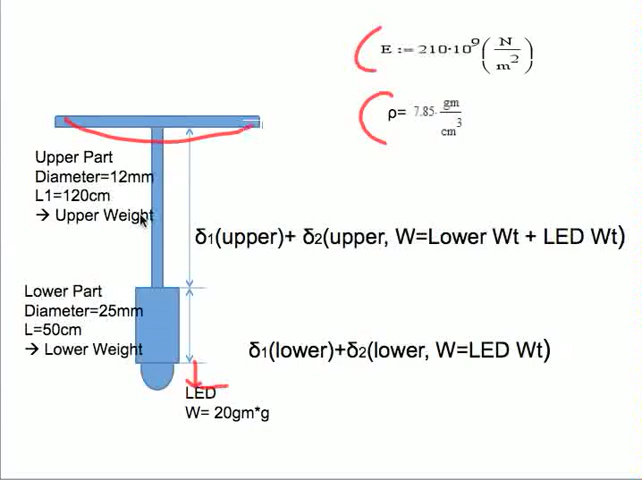 E := 210·10⁹ (N/m²)
ρ= 7.85· gm/cm³
Upper Part
Diameter=12mm
L1=120cm
→ Upper Weight
δ₁(upper)+ δ₂(upper, W=Lower Wt + LED Wt)
Lower Part
Diameter=25mm
L=50cm
→ Lower Weight
δ₁(lower)+δ₂(lower, W=LED Wt)
LED
W= 20gm*g